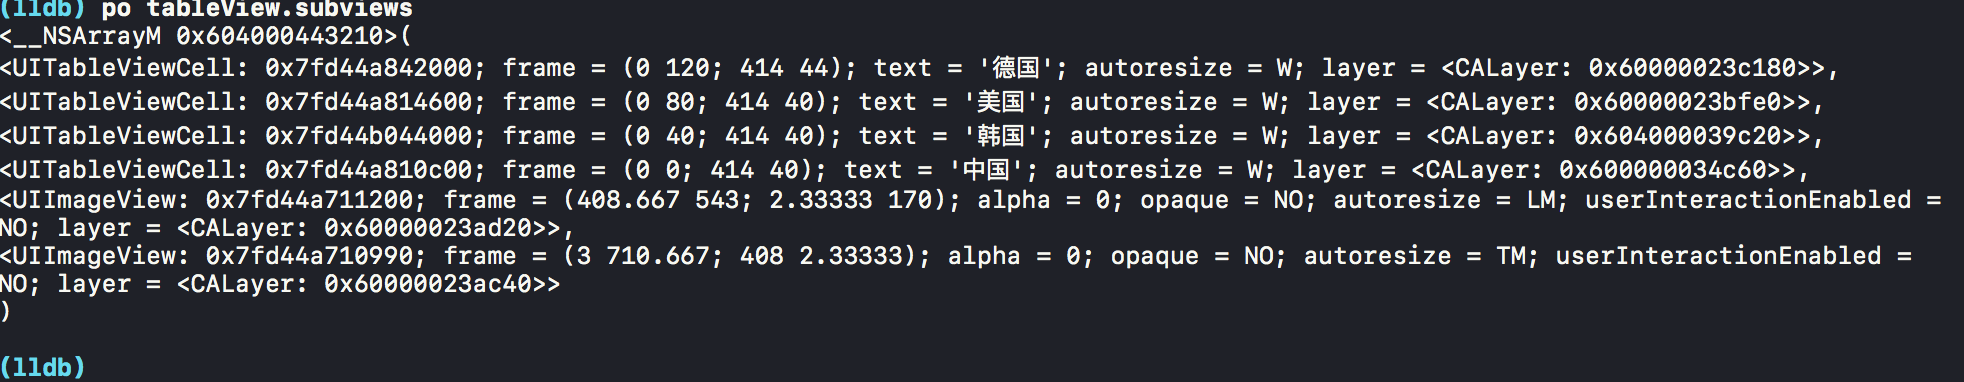 (lldb) po tableView.subviews
<__NSArrayM 0x604000443210>(
<UITableViewCell: 0x7fd44a842000; frame = (0 120; 414 44); text = '德国'; autoresize = W; layer = <CALayer: 0x60000023c180>>,
<UITableViewCell: 0x7fd44a814600; frame = (0 80; 414 40); text = '美国'; autoresize = W; layer = <CALayer: 0x60000023bfe0>>,
<UITableViewCell: 0x7fd44b044000; frame = (0 40; 414 40); text = '韩国'; autoresize = W; layer = <CALayer: 0x604000039c20>>,
<UITableViewCell: 0x7fd44a810c00; frame = (0 0; 414 40); text = '中国'; autoresize = W; layer = <CALayer: 0x600000034c60>>,
<UIImageView: 0x7fd44a711200; frame = (408.667 543; 2.33333 170); alpha = 0; opaque = NO; autoresize = LM; userInteractionEnabled =
NO; layer = <CALayer: 0x60000023ad20>>,
<UIImageView: 0x7fd44a710990; frame = (3 710.667; 408 2.33333); alpha = 0; opaque = NO; autoresize = TM; userInteractionEnabled =
NO; layer = <CALayer: 0x60000023ac40>>
)
(lldb)